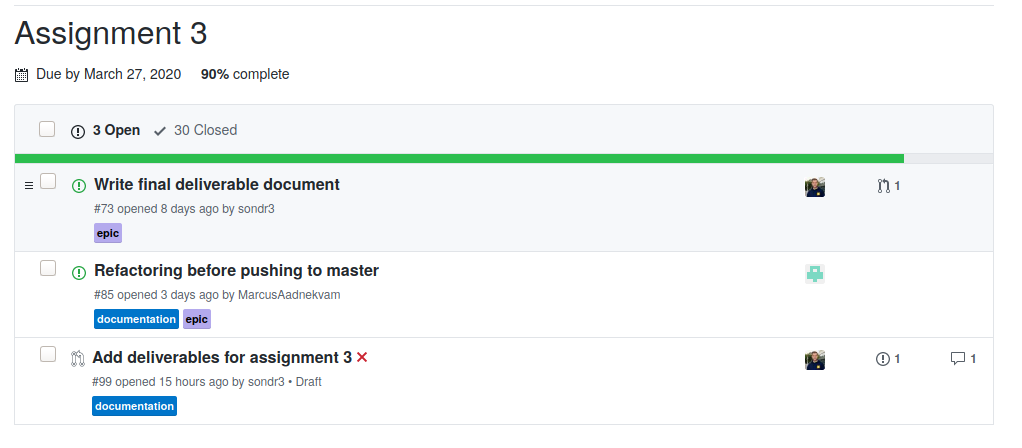 Assignment 3
Due by March 27, 2020 90% complete
3 Open 30 Closed
Write final deliverable document 1
#73 opened 8 days ago by sondr3
epic
Refactoring before pushing to master
#85 opened 3 days ago by MarcusAadnekvam
documentation epic
Add deliverables for assignment 3 1 1
#99 opened 15 hours ago by sondr3 • Draft
documentation